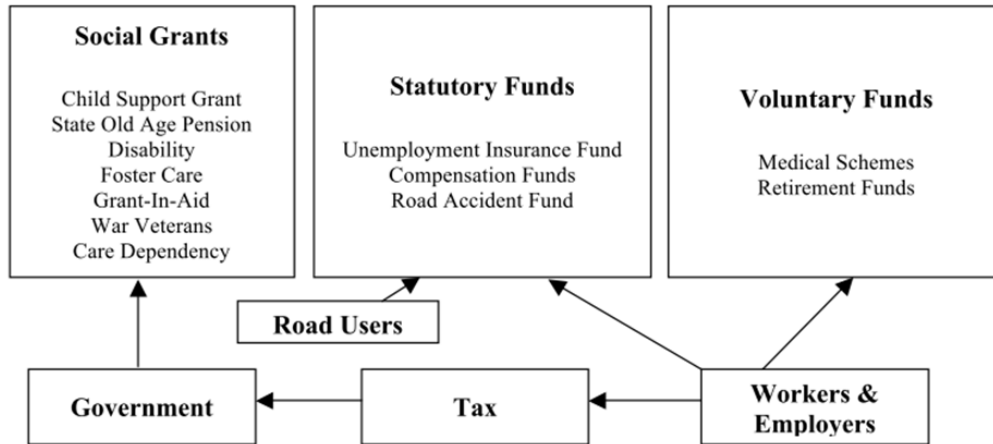 Social Grants
Child Support Grant
State Old Age Pension
Disability
Foster Care
Grant-In-Aid
War Veterans
Care Dependency
Statutory Funds
Unemployment Insurance Fund
Compensation Funds
Road Accident Fund
Voluntary Funds
Medical Schemes
Retirement Funds
Road Users
Government
Tax
Workers &
Employers